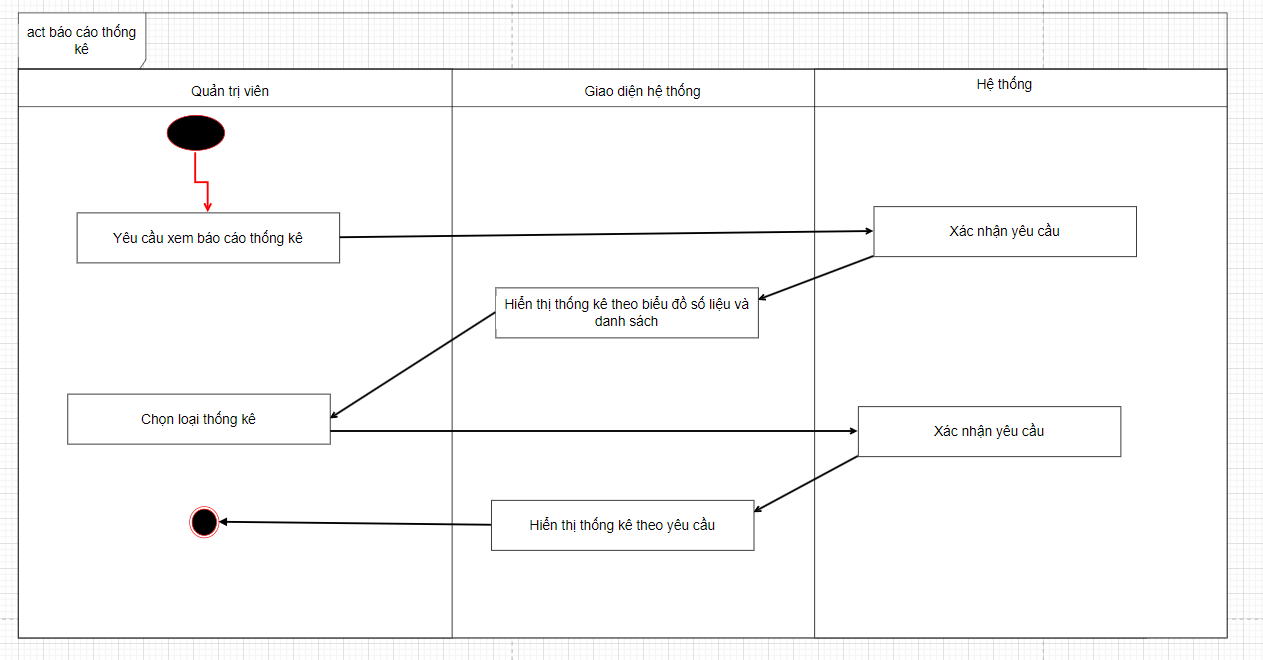 act báo cáo thống
kê
Quản trị viên
Giao diện hệ thống
Hệ thống
Yêu cầu xem báo cáo thống kê
Xác nhận yêu cầu
Hiển thị thống kê theo biểu đồ số liệu và
danh sách
Chọn loại thống kê
Xác nhận yêu cầu
Hiển thị thống kê theo yêu cầu